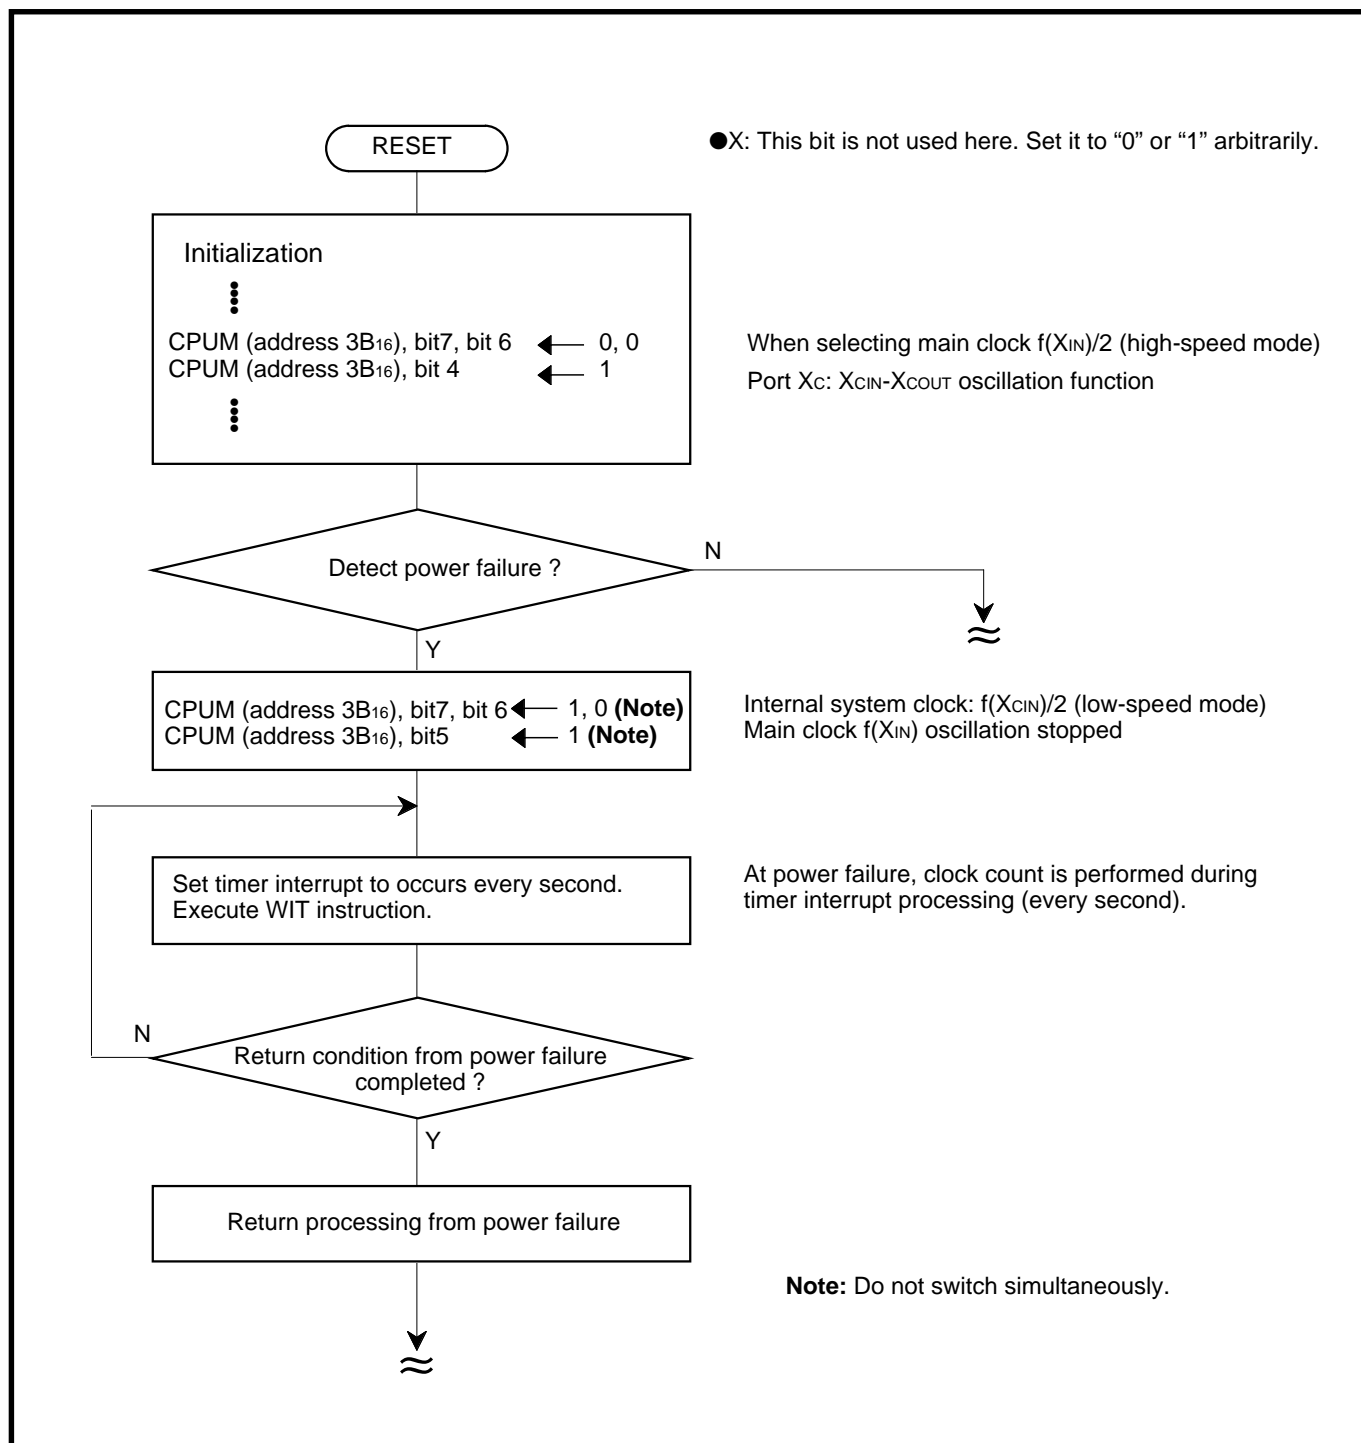 RESET
●X: This bit is not used here. Set it to “0” or “1” arbitrarily.
Initialization
CPUM (address 3B16), bit7, bit 6 ← 0, 0
When selecting main clock f(XIN)/2 (high-speed mode)
CPUM (address 3B16), bit 4 ← 1
Port XC: XCIN-XCOUT oscillation function
Detect power failure ?
N
≈
Y
CPUM (address 3B16), bit7, bit 6 ← 1, 0 (Note)
Internal system clock: f(XCIN)/2 (low-speed mode)
CPUM (address 3B16), bit5 ← 1 (Note)
Main clock f(XIN) oscillation stopped
Set timer interrupt to occurs every second.
Execute WIT instruction.
At power failure, clock count is performed during
timer interrupt processing (every second).
N
Return condition from power failure
completed ?
Y
Return processing from power failure
Note: Do not switch simultaneously.
≈